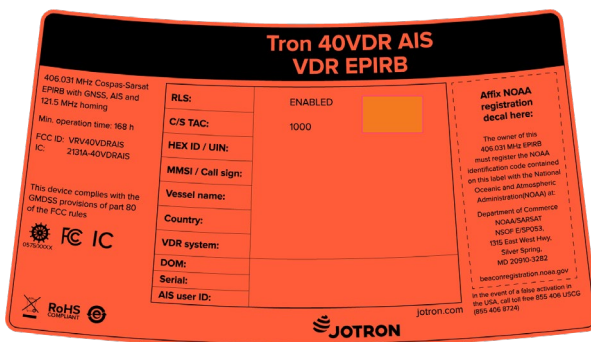 Tron 40VDR AIS
VDR EPIRB
406.031 MHz Cospas-Sarsat
EPIRB with GNSS, AIS and
121.5 MHz homing
Min. operation time: 168 h
FCC ID: VRV40VDRAIS
IC: 2131A-40VDRAIS
This device complies with the
GMDSS provisions of part 80
of the FCC rules
0575/XXXX
FC IC
RoHS
COMPLIANT
RLS: ENABLED
C/S TAC: 1000
HEX ID / UIN:
MMSI / Call sign:
Vessel name:
Country:
VDR system:
DOM:
Serial:
AIS user ID:
JOTRON
jotron.com
Affix NOAA
registration
decal here:
The owner of this
406.031 MHz EPIRB
must register the NOAA
identification code contained
on this label with the National
Oceanic and Atmospheric
Administration(NOAA) at:
Department of Commerce
NOAA/SARSAT
NSOF E/SP053,
1315 East West Hwy,
Silver Spring,
MD 20910-3282
beaconregistration.noaa.gov
In the event of a false activation in
the USA, call toll free 855 406 USCG
(855 406 8724)